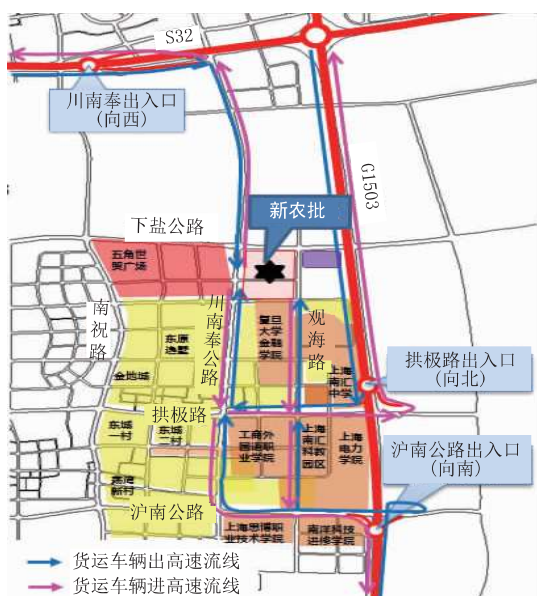 S32
川南奉出入口
(向西)
G1503
新农批
下盐公路
五角世
贸广场
南祝路
川南奉公路
观海路
东原
逸墅
复旦
大学
金融
学院
金地城
上海
南汇
中学
拱极路出入口
(向北)
拱极路
东城
一村
东城
二村
工商外
国语职
业学院
上海
南汇
科教
园区
上海
电力
学院
沪南公路出入口
(向南)
新村
沪南公路
上海思博职
业技术学院
南洋科技
进修学院
货运车辆出高速流线
货运车辆进高速流线